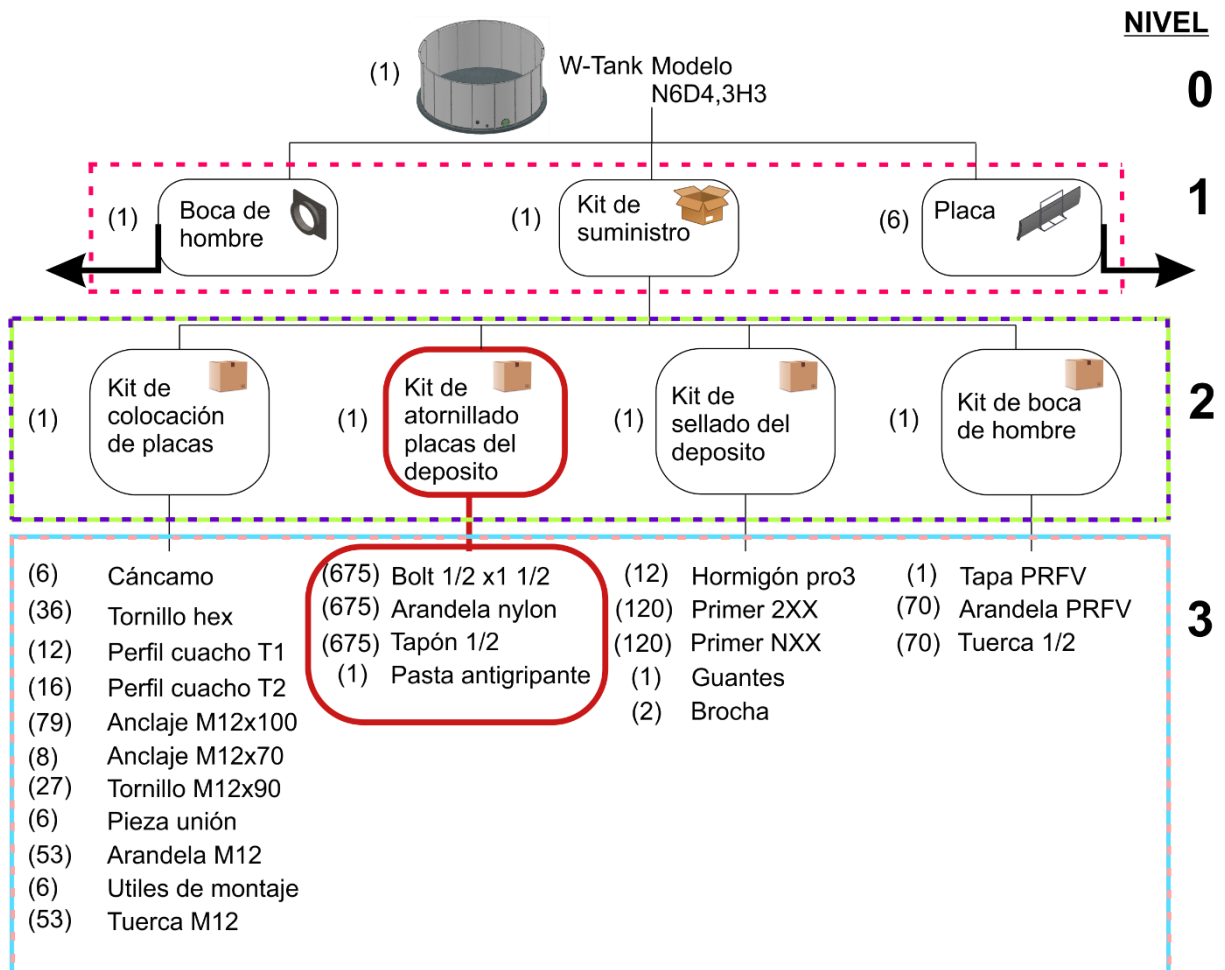 NIVEL
W-Tank Modelo
N6D4,3H3
(1)
0
(1)
Boca de
hombre
(1)
Kit de
suministro
(6)
Placa
1
(1)
Kit de
colocación
de placas
(1)
Kit de
atornillado
placas del
deposito
(1)
Kit de
sellado del
deposito
(1)
Kit de boca
de hombre
2
(6) Cáncamo
(36) Tornillo hex
(12) Perfil cuacho T1
(16) Perfil cuacho T2
(79) Anclaje M12x100
(8) Anclaje M12x70
(27) Tornillo M12x90
(6) Pieza unión
(53) Arandela M12
(6) Utiles de montaje
(53) Tuerca M12
(675) Bolt 1/2 x1 1/2
(675) Arandela nylon
(675) Tapón 1/2
(1) Pasta antigripante
(12) Hormigón pro3
(120) Primer 2XX
(120) Primer NXX
(1) Guantes
(2) Brocha
(1) Tapa PRFV
(70) Arandela PRFV
(70) Tuerca 1/2
3